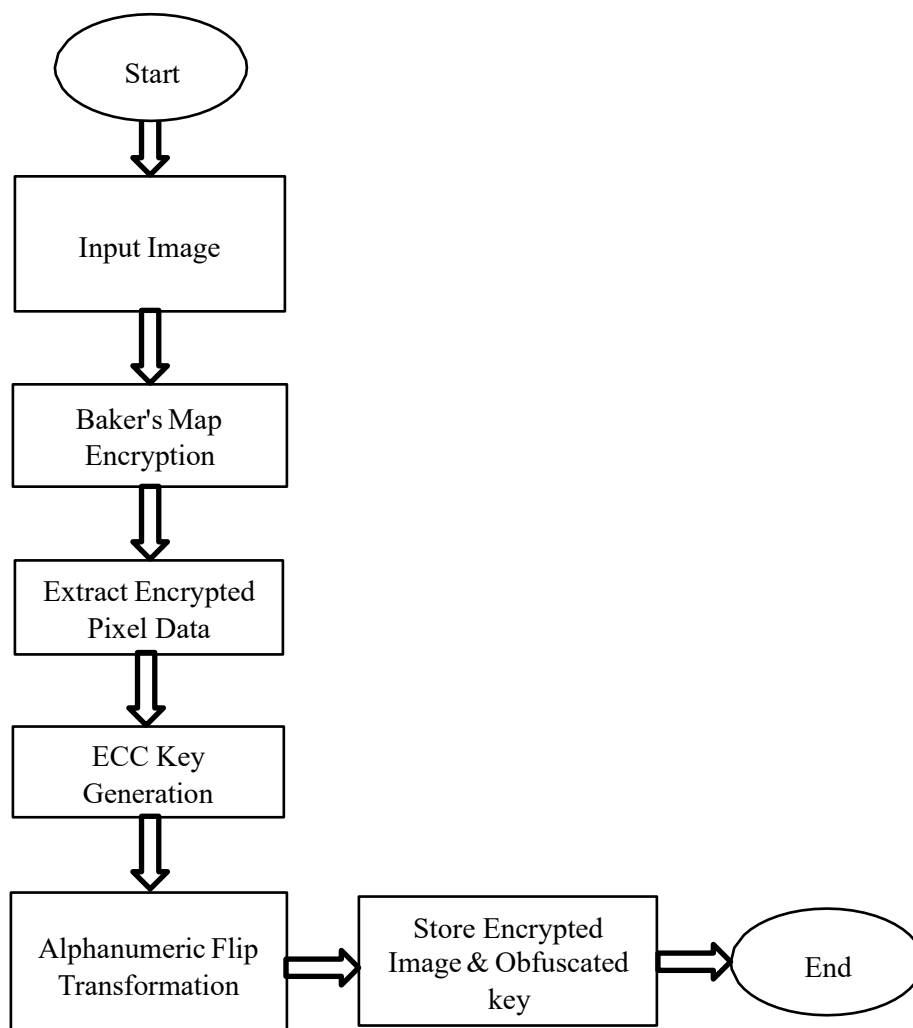 Start
Input Image
Baker's Map
Encryption
Extract Encrypted
Pixel Data
ECC Key
Generation
Alphanumeric Flip
Transformation
Store Encrypted
Image & Obfuscated
key
End